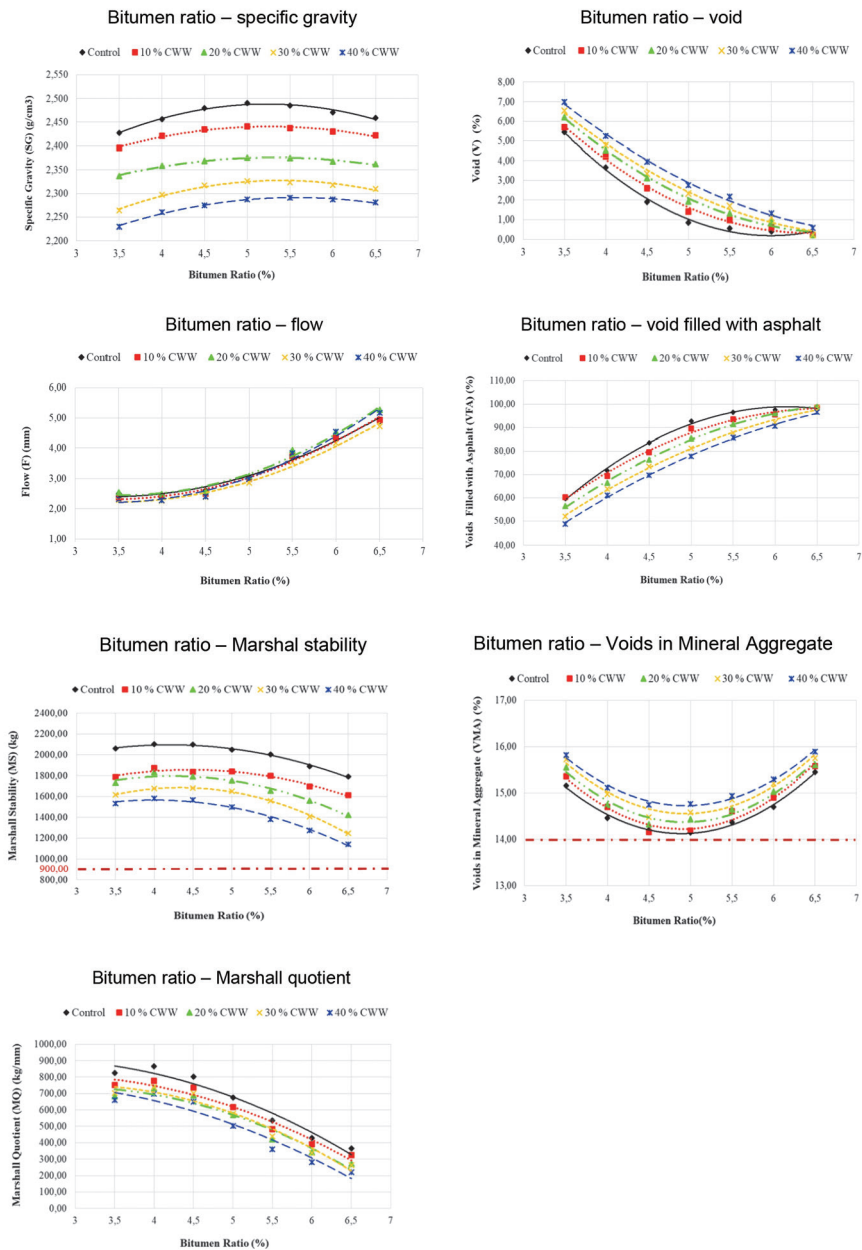 Bitumen ratio – specific gravity
Control 10 % CWW 20 % CWW 30 % CWW 40 % CWW
Specific Gravity (SG) (g/cm3)
2,550
2,500
2,450
2,400
2,350
2,300
2,250
2,200
3 3,5 4 4,5 5 5,5 6 6,5 7
Bitumen Ratio (%)
Bitumen ratio – void
Control 10 % CWW 20 % CWW 30 % CWW 40 % CWW
Void (V) (%)
8,00
7,00
6,00
5,00
4,00
3,00
2,00
1,00
0,00
3 3,5 4 4,5 5 5,5 6 6,5 7
Bitumen Ratio (%)
Bitumen ratio – flow
Control 10 % CWW 20 % CWW 30 % CWW 40 % CWW
Flow (F) (mm)
6,00
5,00
4,00
3,00
2,00
1,00
3 3,5 4 4,5 5 5,5 6 6,5 7
Bitumen Ratio (%)
Bitumen ratio – void filled with asphalt
Control 10 % CWW 20 % CWW 30 % CWW 40 % CWW
Voids Filled with Asphalt (VFA) (%)
110,00
100,00
90,00
80,00
70,00
60,00
50,00
40,00
3 3,5 4 4,5 5 5,5 6 6,5 7
Bitumen Ratio (%)
Bitumen ratio – Marshal stability
Control 10 % CWW 20 % CWW 30 % CWW 40 % CWW
Marshall Stability (MS) (kg)
2400,00
2200,00
2000,00
1800,00
1600,00
1400,00
1200,00
1000,00
900,00
800,00
3 3,5 4 4,5 5 5,5 6 6,5 7
Bitumen Ratio (%)
Bitumen ratio – Voids in Mineral Aggregate
Control 10 % CWW 20 % CWW 30 % CWW 40 % CWW
Voids in Mineral Aggregate (VMA) (%)
17,00
16,00
15,00
14,00
13,00
3 3,5 4 4,5 5 5,5 6 6,5 7
Bitumen Ratio(%)
Bitumen ratio – Marshall quotient
Control 10 % CWW 20 % CWW 30 % CWW 40 % CWW
Marshall Quotient (MQ) (kg/mm)
1000,00
900,00
800,00
700,00
600,00
500,00
400,00
300,00
200,00
100,00
0,00
3 3,5 4 4,5 5 5,5 6 6,5 7
Bitumen Ratio (%)